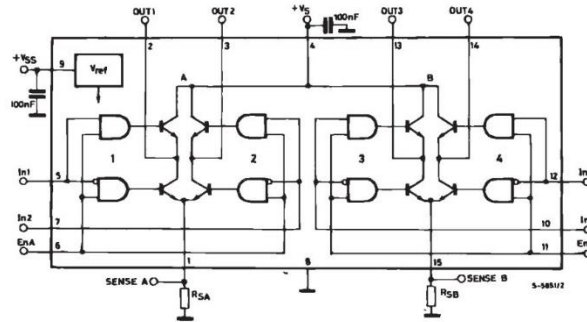 OUT1 OUT2 +VS 100nF OUT3 OUT4
2 3 4 13 14
+VSS 9 Vref A B
100nF
1 2 3 4
In1 5 12 In
In2 7 10 In
EnA 6 11 En
1 8 15
SENSE A SENSE B S-5851/2
RSA RSB